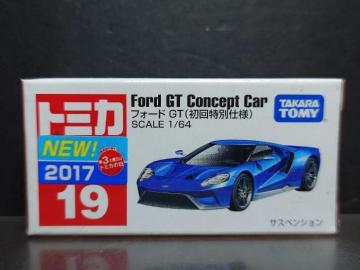 トミカ
Ford GT Concept Car
フォード GT(初回特別仕様)
SCALE 1/64
TAKARA
TOMY
NEW!
2017
19
サスペンション